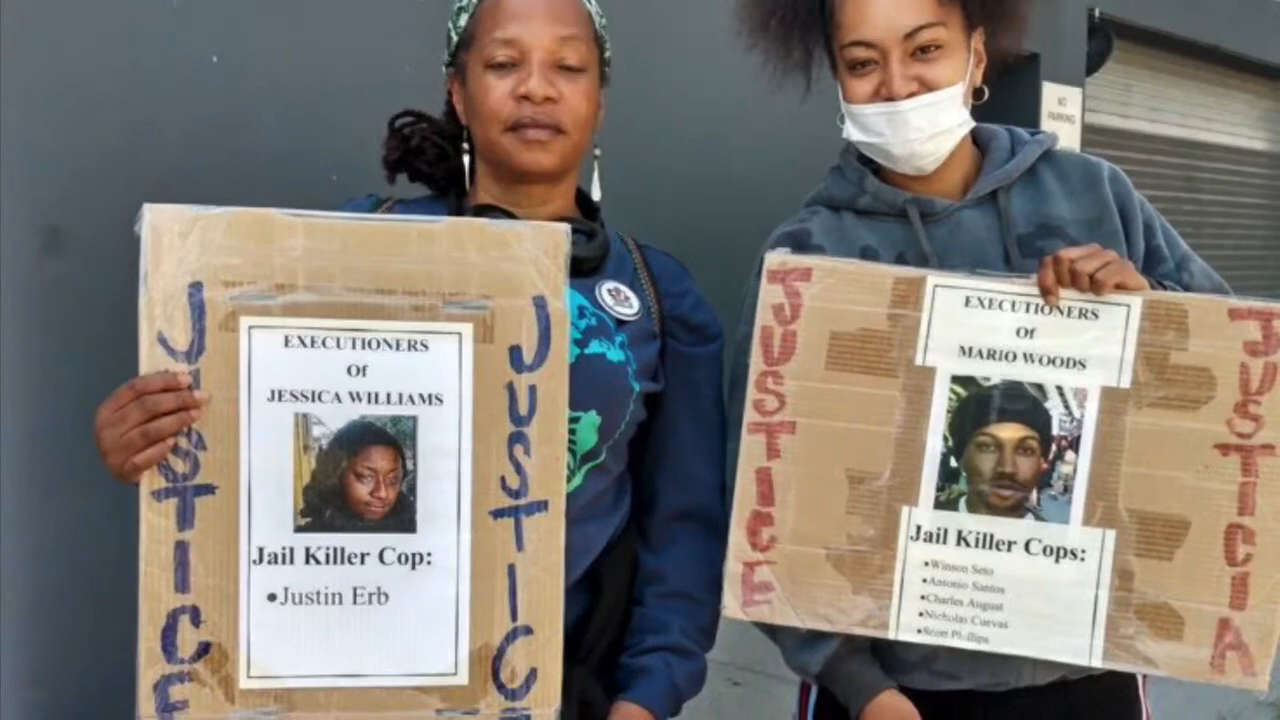 JUSTICE
EXECUTIONERS
Of
JESSICA WILLIAMS
Jail Killer Cop:
•Justin Erb
JUSTIC
JUSTICE
EXECUTIONERS
Of
MARIO WOODS
Jail Killer Cops:
•Winson Seto
•Antonio Santos
•Charles August
•Nicholas Cuevas
•Scott Phillips
JUSTICIA
NO
PARKING